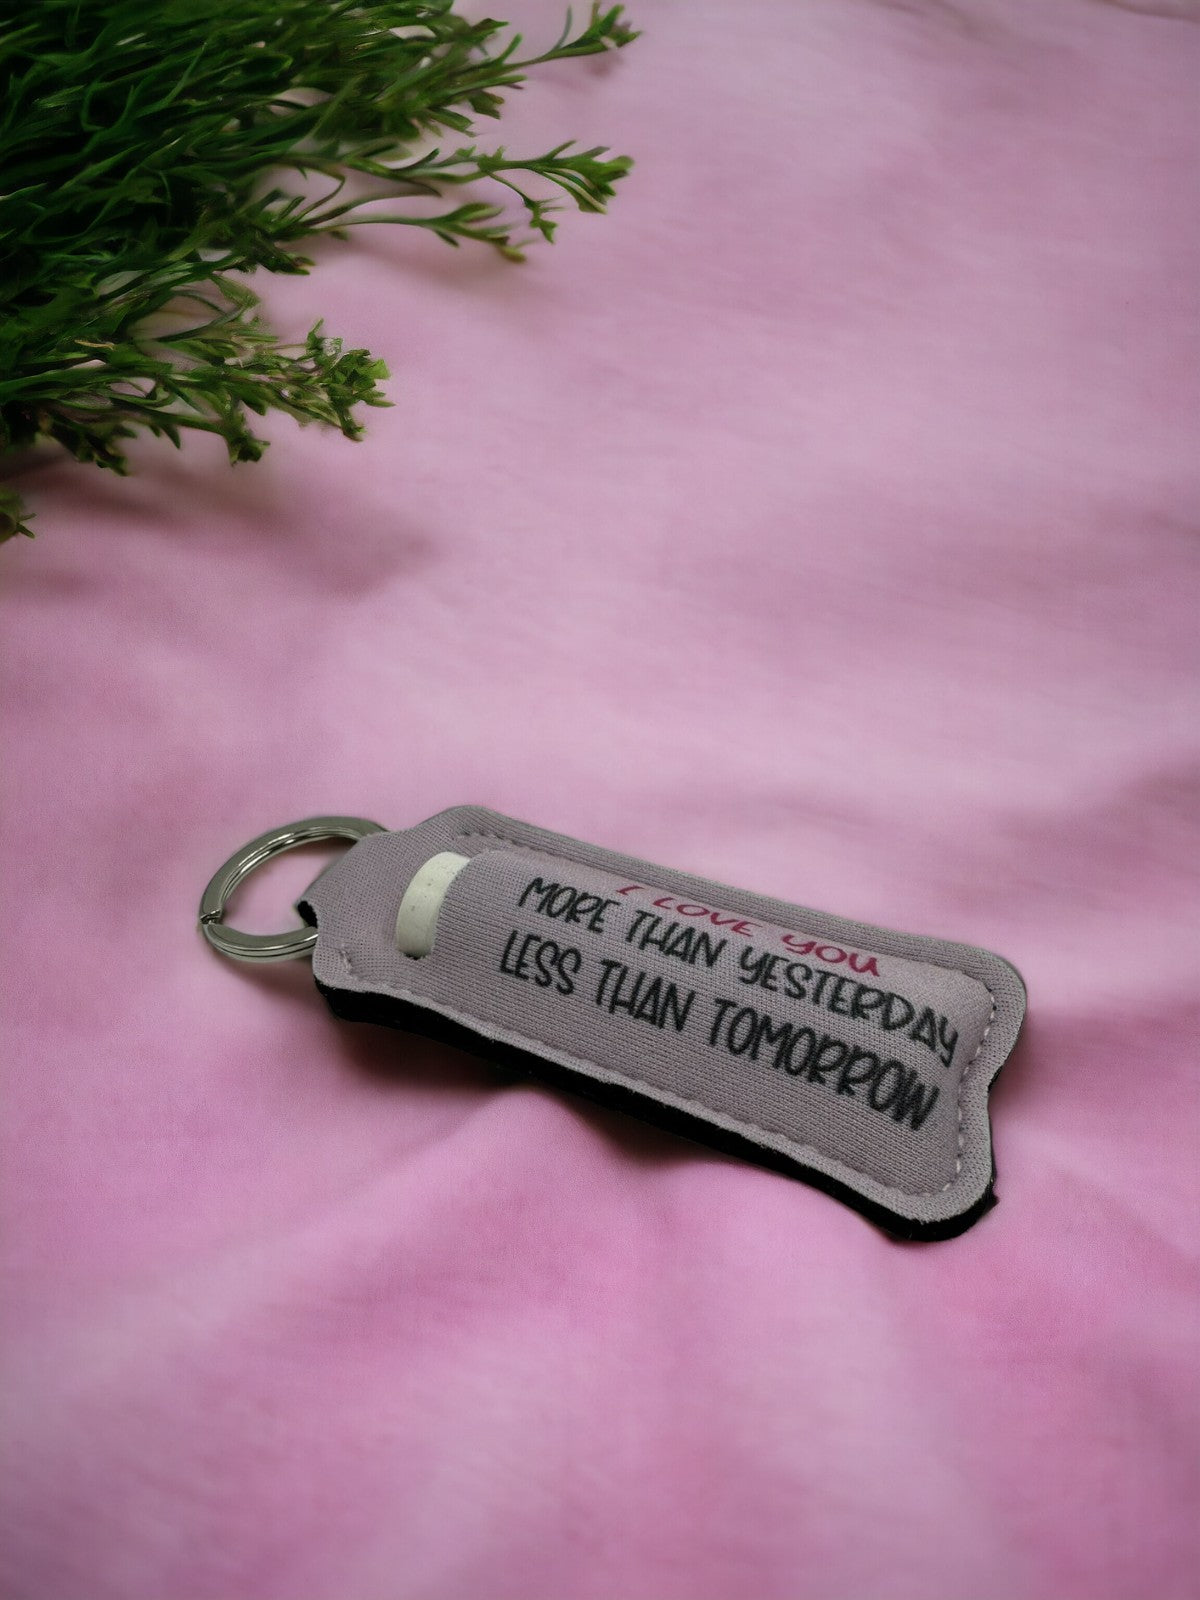 I LOVE YOU
MORE THAN YESTERDAY
LESS THAN TOMORROW